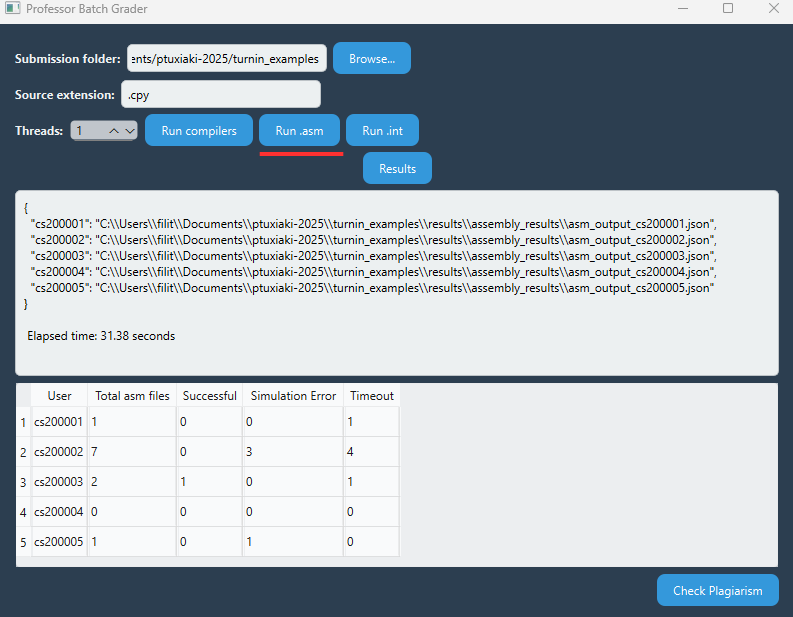 Professor Batch Grader
Submission folder: ents/ptuxiaki-2025/turnin_examples Browse...
Source extension: .cpy
Threads: 1 Run compilers Run .asm Run .int
Results
{
"cs200001": "C:\\Users\\filit\\Documents\\ptuxiaki-2025\\turnin_examples\\results\\assembly_results\\asm_output_cs200001.json",
"cs200002": "C:\\Users\\filit\\Documents\\ptuxiaki-2025\\turnin_examples\\results\\assembly_results\\asm_output_cs200002.json",
"cs200003": "C:\\Users\\filit\\Documents\\ptuxiaki-2025\\turnin_examples\\results\\assembly_results\\asm_output_cs200003.json",
"cs200004": "C:\\Users\\filit\\Documents\\ptuxiaki-2025\\turnin_examples\\results\\assembly_results\\asm_output_cs200004.json",
"cs200005": "C:\\Users\\filit\\Documents\\ptuxiaki-2025\\turnin_examples\\results\\assembly_results\\asm_output_cs200005.json"
}
Elapsed time: 31.38 seconds
User Total asm files Successful Simulation Error Timeout
1 cs200001 1 0 0 1
2 cs200002 7 0 3 4
3 cs200003 2 1 0 1
4 cs200004 0 0 0 0
5 cs200005 1 0 1 0
Check Plagiarism